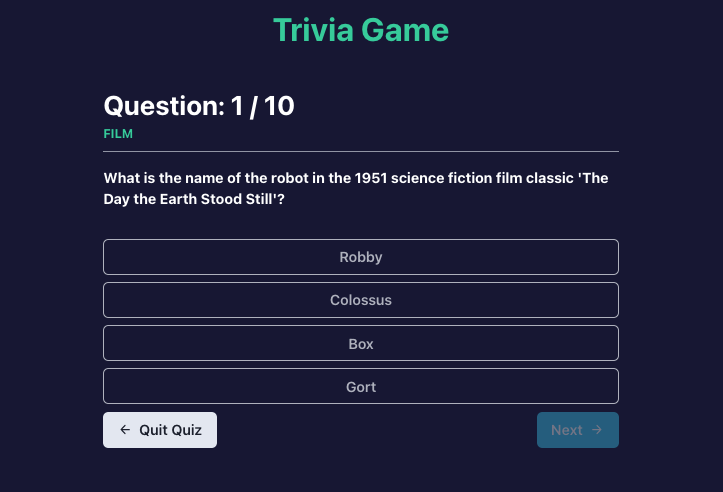 Trivia Game
Question: 1 / 10
FILM
What is the name of the robot in the 1951 science fiction film classic 'The
Day the Earth Stood Still'?
Robby
Colossus
Box
Gort
← Quit Quiz
Next →